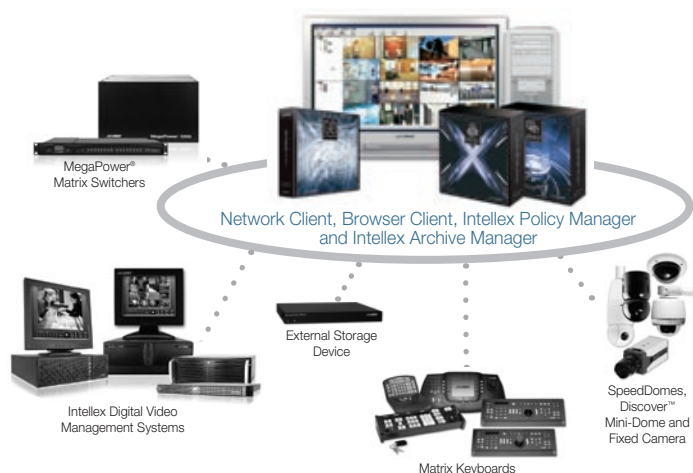 MegaPower®
Matrix Switchers
Network Client, Browser Client, Intellex Policy Manager
and Intellex Archive Manager
External Storage
Device
Intellex Digital Video
Management Systems
Matrix Keyboards
SpeedDomes,
Discover™
Mini-Dome and
Fixed Camera